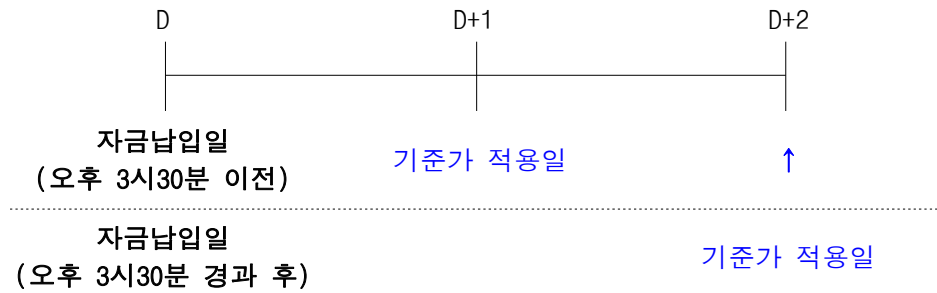 D D+1 D+2
자금납입일
(오후 3시30분 이전) 기준가 적용일 ↑
자금납입일
(오후 3시30분 경과 후) 기준가 적용일